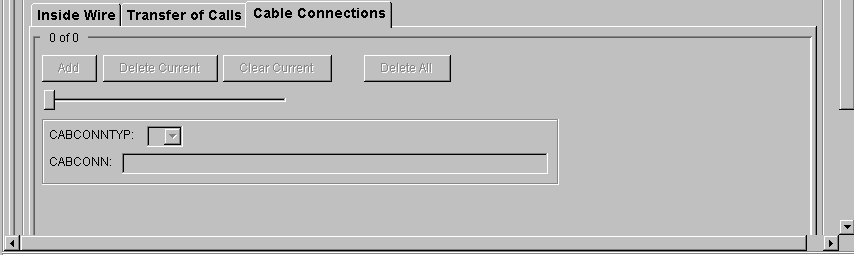 Inside Wire Transfer of Calls Cable Connections
0 of 0
Add Delete Current Clear Current Delete All
CABCONNTYP:
CABCONN: